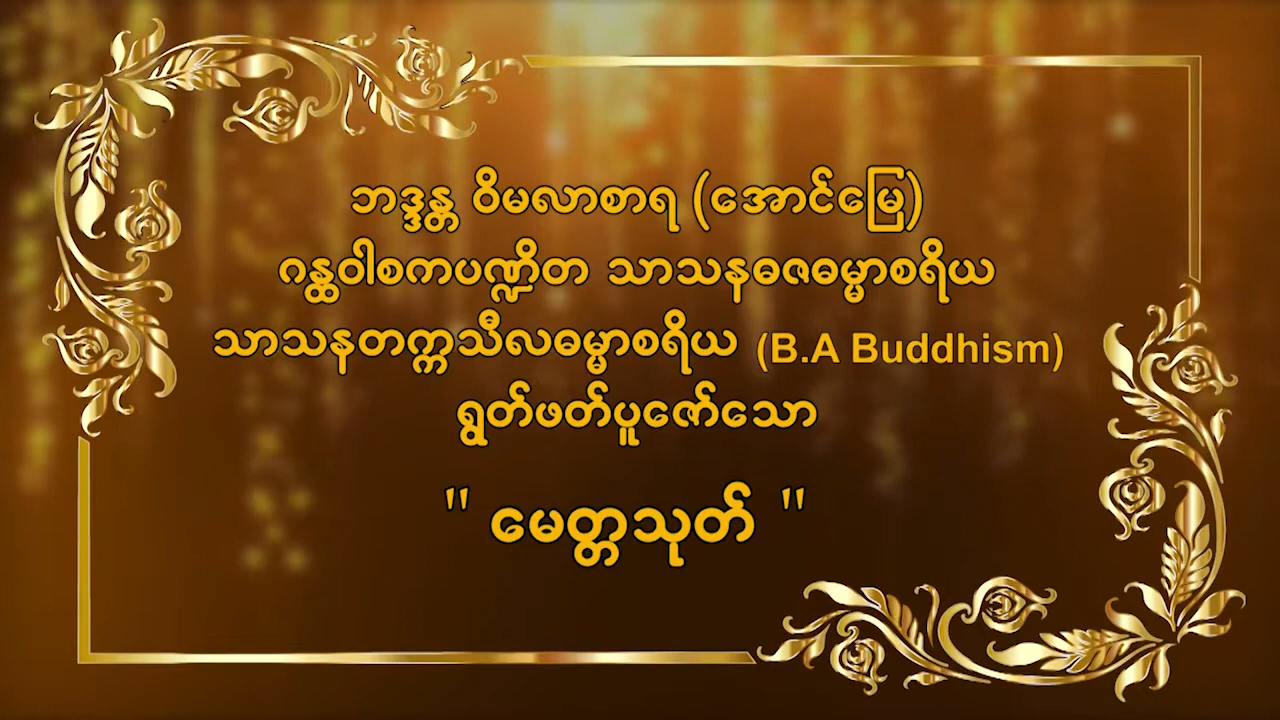 ဘဒ္ဒန္တ ဝိမလာစာရ (အောင်မြေ)
ဂန္ထဝါစကပဏ္ဍိတ သာသနဓဇဓမ္မာစရိယ
သာသနတက္ကသီလဓမ္မာစရိယ (B.A Buddhism)
ရွတ်ဖတ်ပူဇော်သော
" မေတ္တသုတ် "